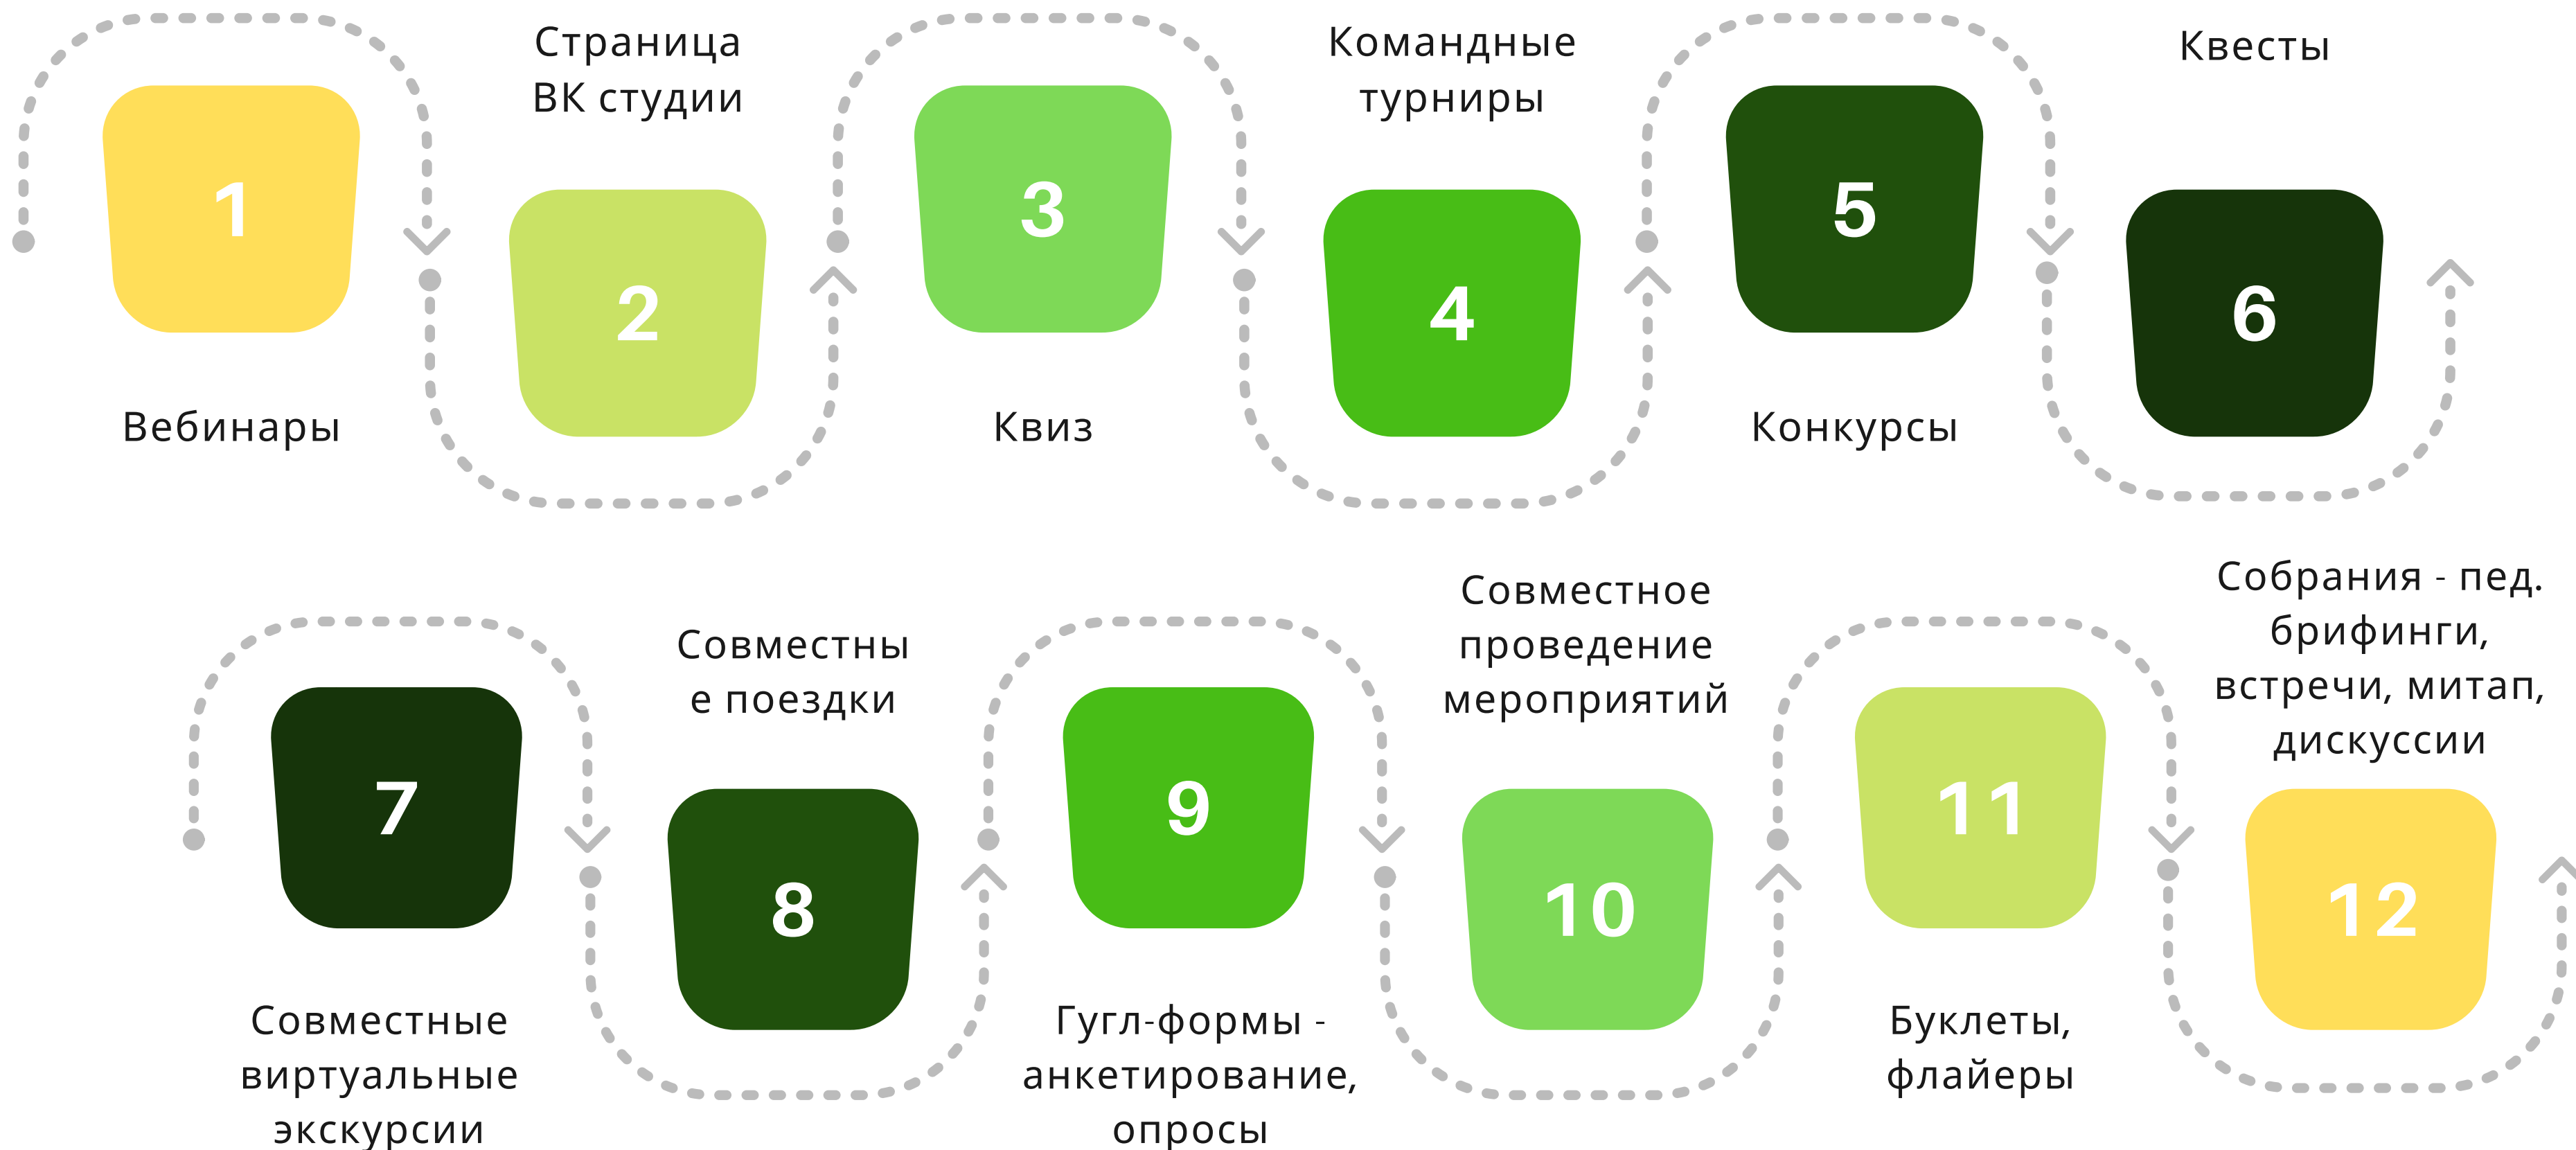 1
Вебинары
Страница
ВК студии
2
3
Квиз
Командные
турниры
4
5
Конкурсы
Квесты
6
7
Совместные
виртуальные
экскурсии
Совместны
е поездки
8
9
Гугл-формы -
анкетирование,
опросы
Совместное
проведение
мероприятий
10
11
Буклеты,
флайеры
Собрания - пед.
брифинги,
встречи, митап,
дискуссии
12